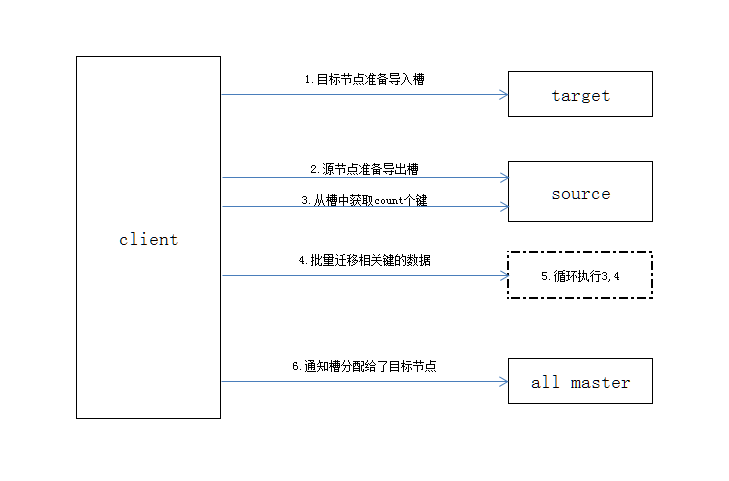 1.目标节点准备导入槽
target
2.源节点准备导出槽
source
3.从槽中获取count个键
client
4.批量迁移相关键的数据
5.循环执行3,4
6.通知槽分配给了目标节点
all master